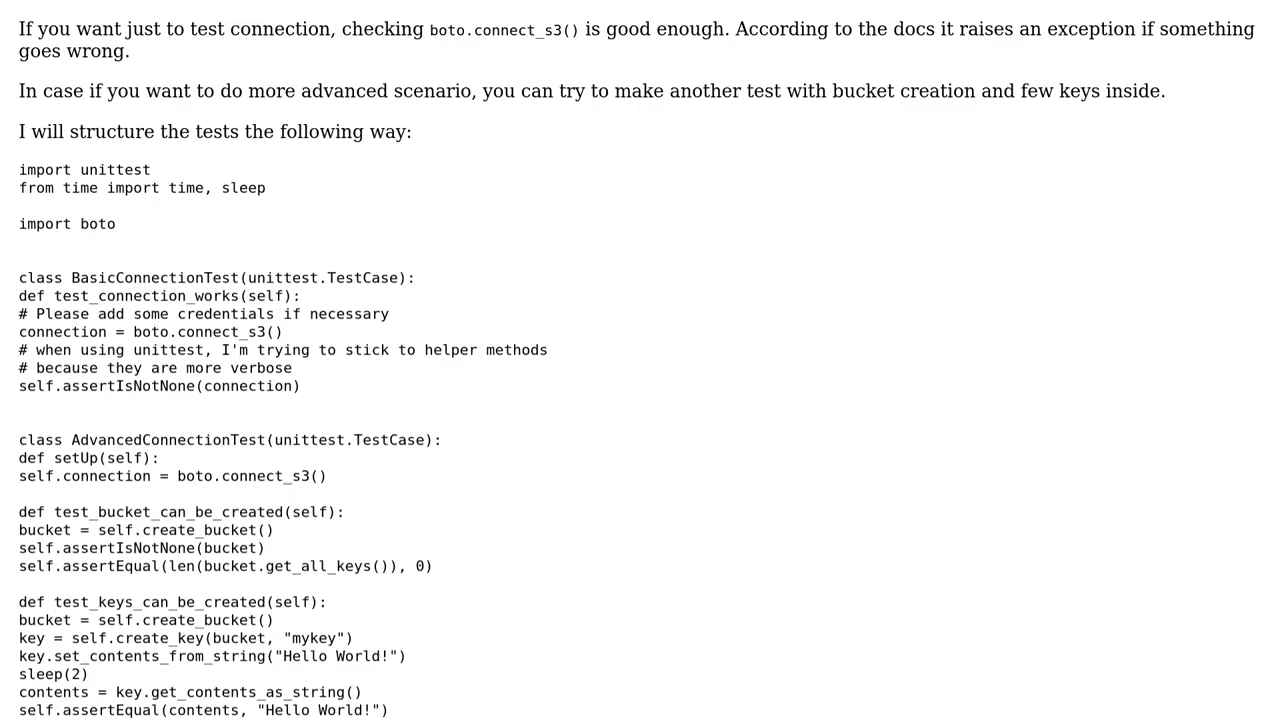 If you want just to test connection, checking boto.connect_s3() is good enough. According to the docs it raises an exception if something
goes wrong.
In case if you want to do more advanced scenario, you can try to make another test with bucket creation and few keys inside.
I will structure the tests the following way:
import unittest
from time import time, sleep
import boto
class BasicConnectionTest(unittest.TestCase):
def test_connection_works(self):
# Please add some credentials if necessary
connection = boto.connect_s3()
# when using unittest, I'm trying to stick to helper methods
# because they are more verbose
self.assertIsNotNone(connection)
class AdvancedConnectionTest(unittest.TestCase):
def setUp(self):
self.connection = boto.connect_s3()
def test_bucket_can_be_created(self):
bucket = self.create_bucket()
self.assertIsNotNone(bucket)
self.assertEqual(len(bucket.get_all_keys()), 0)
def test_keys_can_be_created(self):
bucket = self.create_bucket()
key = self.create_key(bucket, "mykey")
key.set_contents_from_string("Hello World!")
sleep(2)
contents = key.get_contents_as_string()
self.assertEqual(contents, "Hello World!")